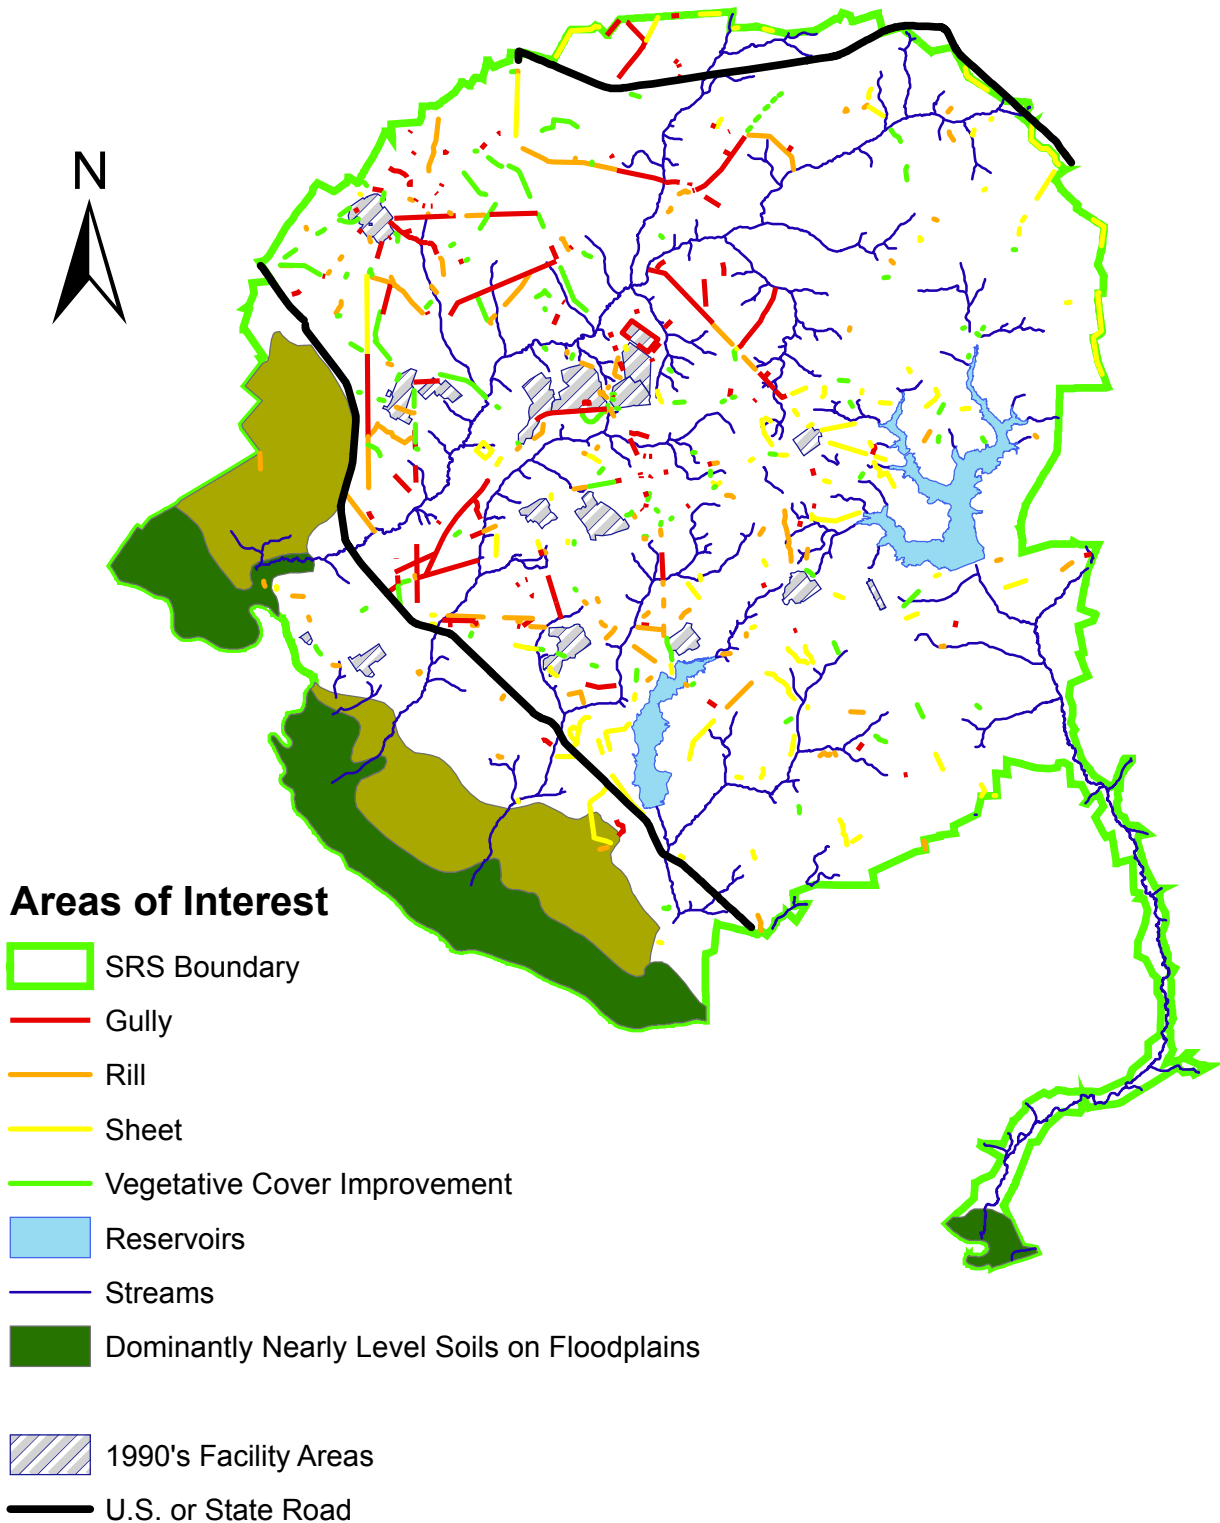 N
Areas of Interest
SRS Boundary
Gully
Rill
Sheet
Vegetative Cover Improvement
Reservoirs
Streams
Dominantly Nearly Level Soils on Floodplains
1990's Facility Areas
U.S. or State Road